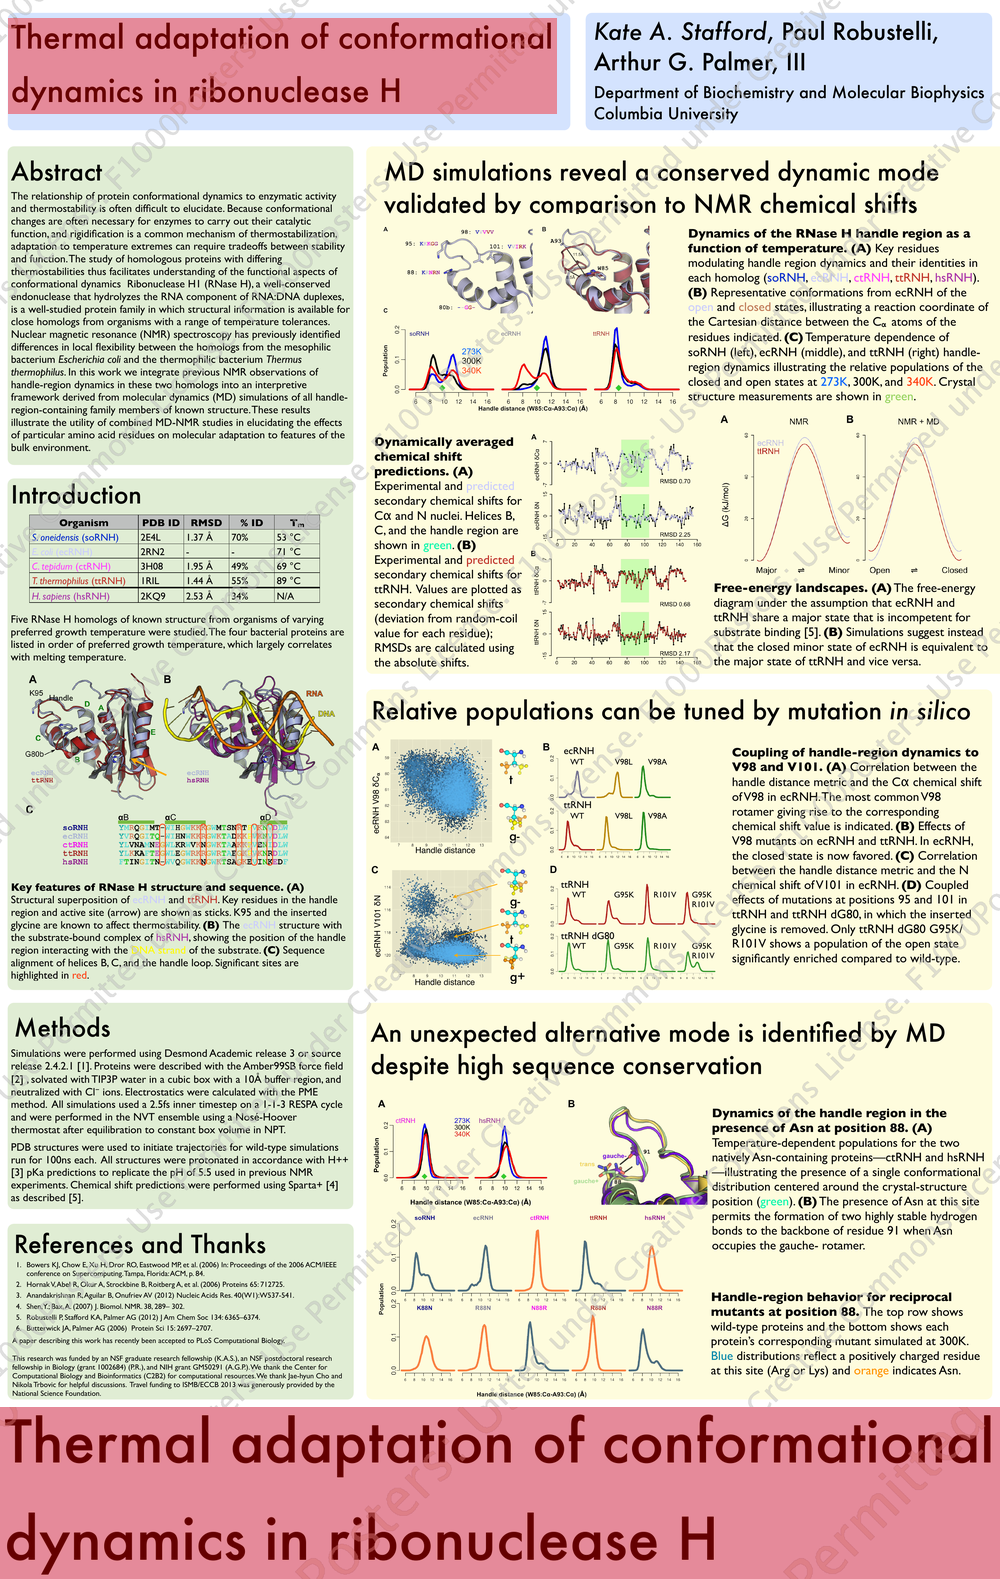 Thermal adaptation of conformational
dynamics in ribonuclease H
Kate A. Stafford, Paul Robustelli,
Arthur G. Palmer, III
Department of Biochemistry and Molecular Biophysics
Columbia University
Abstract
The relationship of protein conformational dynamics to enzymatic activity
and thermostability is often difficult to elucidate. Because conformational
changes are often necessary for enzymes to carry out their catalytic
function, and rigidification is a common mechanism of thermostabilization,
adaptation to temperature extremes can require tradeoffs between stability
and function. The study of homologous proteins with differing
thermostabilities thus facilitates understanding of the functional aspects of
conformational dynamics. Ribonuclease H1 (RNase H), a well-conserved
endonuclease that hydrolyzes the RNA component of RNA:DNA duplexes,
is a well-studied protein family in which structural information is available for
close homologs from organisms with a range of temperature tolerances.
Nuclear magnetic resonance (NMR) spectroscopy has previously identified
differences in local flexibility between the homologs from the mesophilic
bacterium Escherichia coli and the thermophilic bacterium Thermus
thermophilus. In this work we integrate previous NMR observations of
handle-region dynamics in these two homologs into an interpretive
framework derived from molecular dynamics (MD) simulations of all handle-
region-containing family members of known structure. These results
illustrate the utility of combined MD-NMR studies in elucidating the effects
of particular amino acid residues on molecular adaptation to features of the
bulk environment.
Introduction
Organism PDB ID RMSD % ID Tm
S. oneidensis (soRNH) 2E4L 1.37 Å 70% 53 °C
E. coli (ecRNH) 2RN2 - - 71 °C
C. tepidum (ctRNH) 3H08 1.95 Å 49% 69 °C
T. thermophilus (ttRNH) 1RIL 1.44 Å 55% 89 °C
H. sapiens (hsRNH) 2KQ9 2.53 Å 34% N/A
Five RNase H homologs of known structure from organisms of varying
preferred growth temperature were studied. The four bacterial proteins are
listed in order of preferred growth temperature, which largely correlates
with melting temperature.
A B
K95 Handle
G80b
ecRNH
ttRNH
RNA
DNA
ecRNH
hsRNH
C
αB αC αD
soRNH
ecRNH
ctRNH
ttRNH
hsRNH
Key features of RNase H structure and sequence. (A)
Structural superposition of ecRNH and ttRNH. Key residues in the handle
region and active site (arrow) are shown as sticks. K95 and the inserted
glycine are known to affect thermostability. (B) The ecRNH structure with
the substrate-bound complex of hsRNH, showing the position of the handle
region interacting with the DNA strand of the substrate. (C) Sequence
alignment of helices B, C, and the handle loop. Significant sites are
highlighted in red.
Methods
Simulations were performed using Desmond Academic release 3 or source
release 2.4.2.1 [1]. Proteins were described with the Amber99SB force field
[2] , solvated with TIP3P water in a cubic box with a 10Å buffer region, and
neutralized with Cl⁻ ions. Electrostatics were calculated with the PME
method. All simulations used a 2.5fs inner timestep on a 1-1-3 RESPA cycle
and were performed in the NVT ensemble using a Nosé-Hoover
thermostat after equilibration to constant box volume in NPT.
PDB structures were used to initiate trajectories for wild-type simulations
run for 100ns each. All structures were protonated in accordance with H++
[3] pKa predictions to replicate the pH of 5.5 used in previous NMR
experiments. Chemical shift predictions were performed using Sparta+ [4]
as described [5].
References and Thanks
1. Bowers KJ, Chow E, Xu H, Dror RO, Eastwood MP, et al. (2006) In: Proceedings of the 2006 ACM/IEEE
conference on Supercomputing. Tampa, Florida: ACM, p. 84.
2. Hornak V, Abel R, Okur A, Strockbine B, Roitberg A, et al. (2006) Proteins 65: 712725.
3. Anandakrishnan R, Aguilar B, Onufriev AV (2012) Nucleic Acids Res. 40(W1):W537-541.
4. Shen, Y.; Bax, A. (2007) J. Biomol. NMR. 38, 289– 302.
5. Robustelli P, Stafford KA, Palmer AG (2012) J Am Chem Soc 134: 6365–6374.
6. Butterwick JA, Palmer AG (2006) Protein Sci 15: 2697–2707.
A paper describing this work has recently been accepted to PLoS Computational Biology.
This research was funded by an NSF graduate research fellowship (K.A.S.), an NSF postdoctoral research
fellowship in Biology (grant 1002684) (P.R.), and NIH grant GM50291 (A.G.P.). We thank the Center for
Computational Biology and Bioinformatics (C2B2) for computational resources. We thank Jae-hyun Cho and
Nikola Trbovic for helpful discussions. Travel funding to ISMB/ECCB 2013 was generously provided by the
National Science Foundation.
MD simulations reveal a conserved dynamic mode
validated by comparison to NMR chemical shifts
A B
A93
W85
C
soRNH ecRNH ttRNH
273K
300K
340K
Population
Handle distance (W85:Cα-A93:Cα)
Dynamics of the RNase H handle region as a
function of temperature. (A) Key residues
modulating handle region dynamics and their identities in
each homolog (soRNH, ecRNH, ctRNH, ttRNH, hsRNH).
(B) Representative conformations from ecRNH of the
open and closed states, illustrating a reaction coordinate of
the Cartesian distance between the Cα atoms of the
residues indicated. (C) Temperature dependence of
soRNH (left), ecRNH (middle), and ttRNH (right) handle-
region dynamics illustrating the relative populations of the
closed and open states at 273K, 300K, and 340K. Crystal
structure measurements are shown in green.
Dynamically averaged
chemical shift
predictions. (A)
Experimental and predicted
secondary chemical shifts for
Cα and N nuclei. Helices B,
C, and the handle region are
shown in green. (B)
Experimental and predicted
secondary chemical shifts for
ttRNH. Values are plotted as
secondary chemical shifts
(deviation from random-coil
value for each residue);
RMSDs are calculated using
the absolute shifts.
A
ecRNH δCα
RMSD 0.70
ecRNH δN
RMSD 2.25
B
ttRNH δCα
RMSD 0.68
ttRNH δN
RMSD 2.17
0 20 40 60 80 100 120 140 160
A NMR B NMR + MD
ecRNH
ttRNH
ΔG (kJ/mol)
Major ⇌ Minor Open ⇌ Closed
Free-energy landscapes. (A) The free-energy
diagram under the assumption that ecRNH and
ttRNH share a major state that is incompetent for
substrate binding [5]. (B) Simulations suggest instead
that the closed minor state of ecRNH is equivalent to
the major state of ttRNH and vice versa.
Relative populations can be tuned by mutation in silico
A
ecRNH V98 δCα
Handle distance
t
g-
B
ecRNH
WT V98L V98A
ttRNH
WT V98L V98A
C
ecRNH V101 δN
Handle distance
g-
t
g+
D
ttRNH
WT G95K R101V G95K
R101V
ttRNH dG80
WT G95K R101V G95K
R101V
Coupling of handle-region dynamics to
V98 and V101. (A) Correlation between the
handle distance metric and the Cα chemical shift
of V98 in ecRNH. The most common V98
rotamer giving rise to the corresponding
chemical shift value is indicated. (B) Effects of
V98 mutants on ecRNH and ttRNH. In ecRNH,
the closed state is now favored. (C) Correlation
between the handle distance metric and the N
chemical shift of V101 in ecRNH. (D) Coupled
effects of mutations at positions 95 and 101 in
ttRNH and ttRNH dG80, in which the inserted
glycine is removed. Only ttRNH dG80 G95K/
R101V shows a population of the open state
significantly enriched compared to wild-type.
An unexpected alternative mode is identified by MD
despite high sequence conservation
A
ctRNH 273K hsRNH
300K
340K
Population
Handle distance (W85:Cα-A93:Cα)
B
gauche-
trans
gauche+
91
Dynamics of the handle region in the
presence of Asn at position 88. (A)
Temperature-dependent populations for the two
natively Asn-containing proteins—ctRNH and hsRNH
—illustrating the presence of a single conformational
distribution centered around the crystal-structure
position (green). (B) The presence of Asn at this site
permits the formation of two highly stable hydrogen
bonds to the backbone of residue 91 when Asn
occupies the gauche- rotamer.
soRNH ecRNH ctRNH ttRNH hsRNH
K88N R88N N88R R88N N88R
Population
Handle distance (W85:Cα-A93:Cα)
Handle-region behavior for reciprocal
mutants at position 88. The top row shows
wild-type proteins and the bottom shows each
protein's corresponding mutant simulated at 300K.
Blue distributions reflect a positively charged residue
at this site (Arg or Lys) and orange indicates Asn.
Thermal adaptation of conformational
dynamics in ribonuclease H